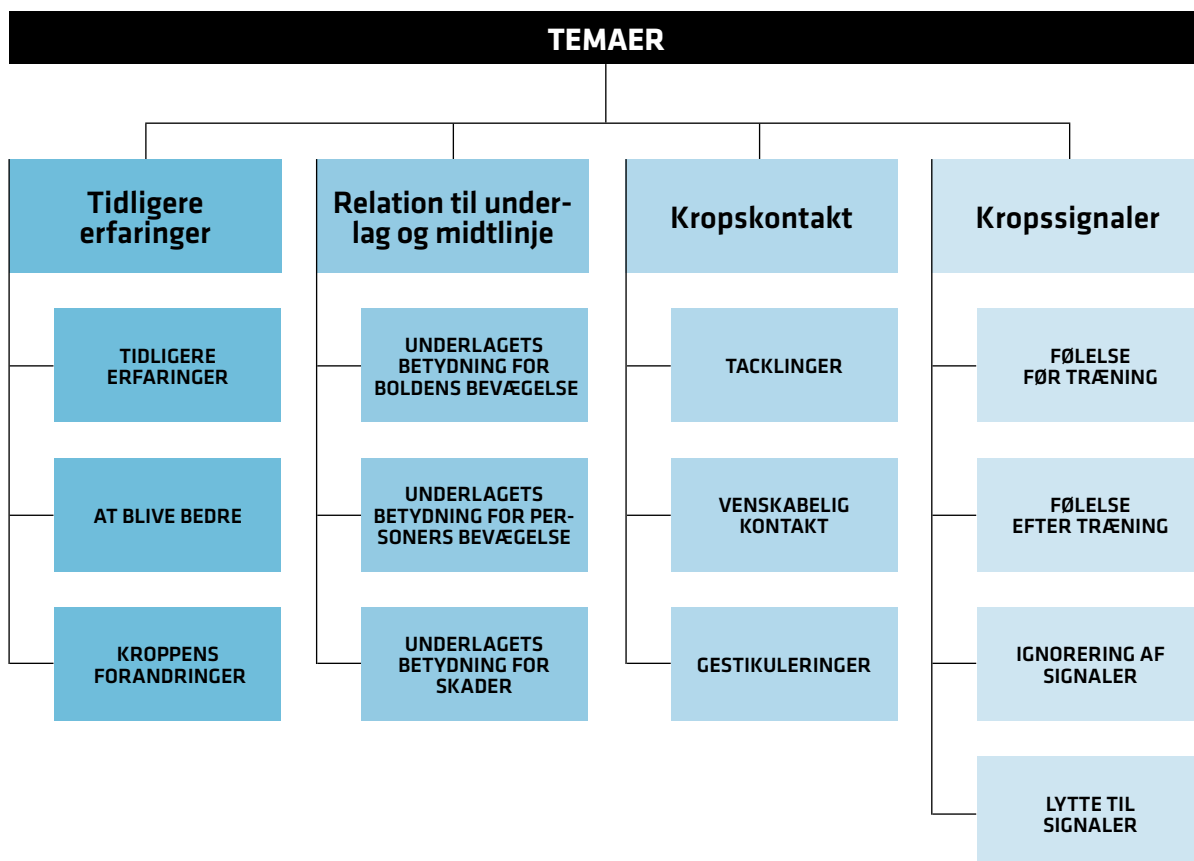 TEMAER
Tidligere
erfaringer
TIDLIGERE
ERFARINGER
AT BLIVE BEDRE
KROPPENS
FORANDRINGER
Relation til under-
lag og midtlinje
UNDERLAGETS
BETYDNING FOR
BOLDENS BEVÆGELSE
UNDERLAGETS
BETYDNING FOR PER-
SONERS BEVÆGELSE
UNDERLAGETS
BETYDNING FOR
SKADER
Kropskontakt
TACKLINGER
VENSKABELIG
KONTAKT
GESTIKULERINGER
Kropssignaler
FØLELSE
FØR TRÆNING
FØLELSE
EFTER TRÆNING
IGNORERING AF
SIGNALER
LYTTE TIL
SIGNALER